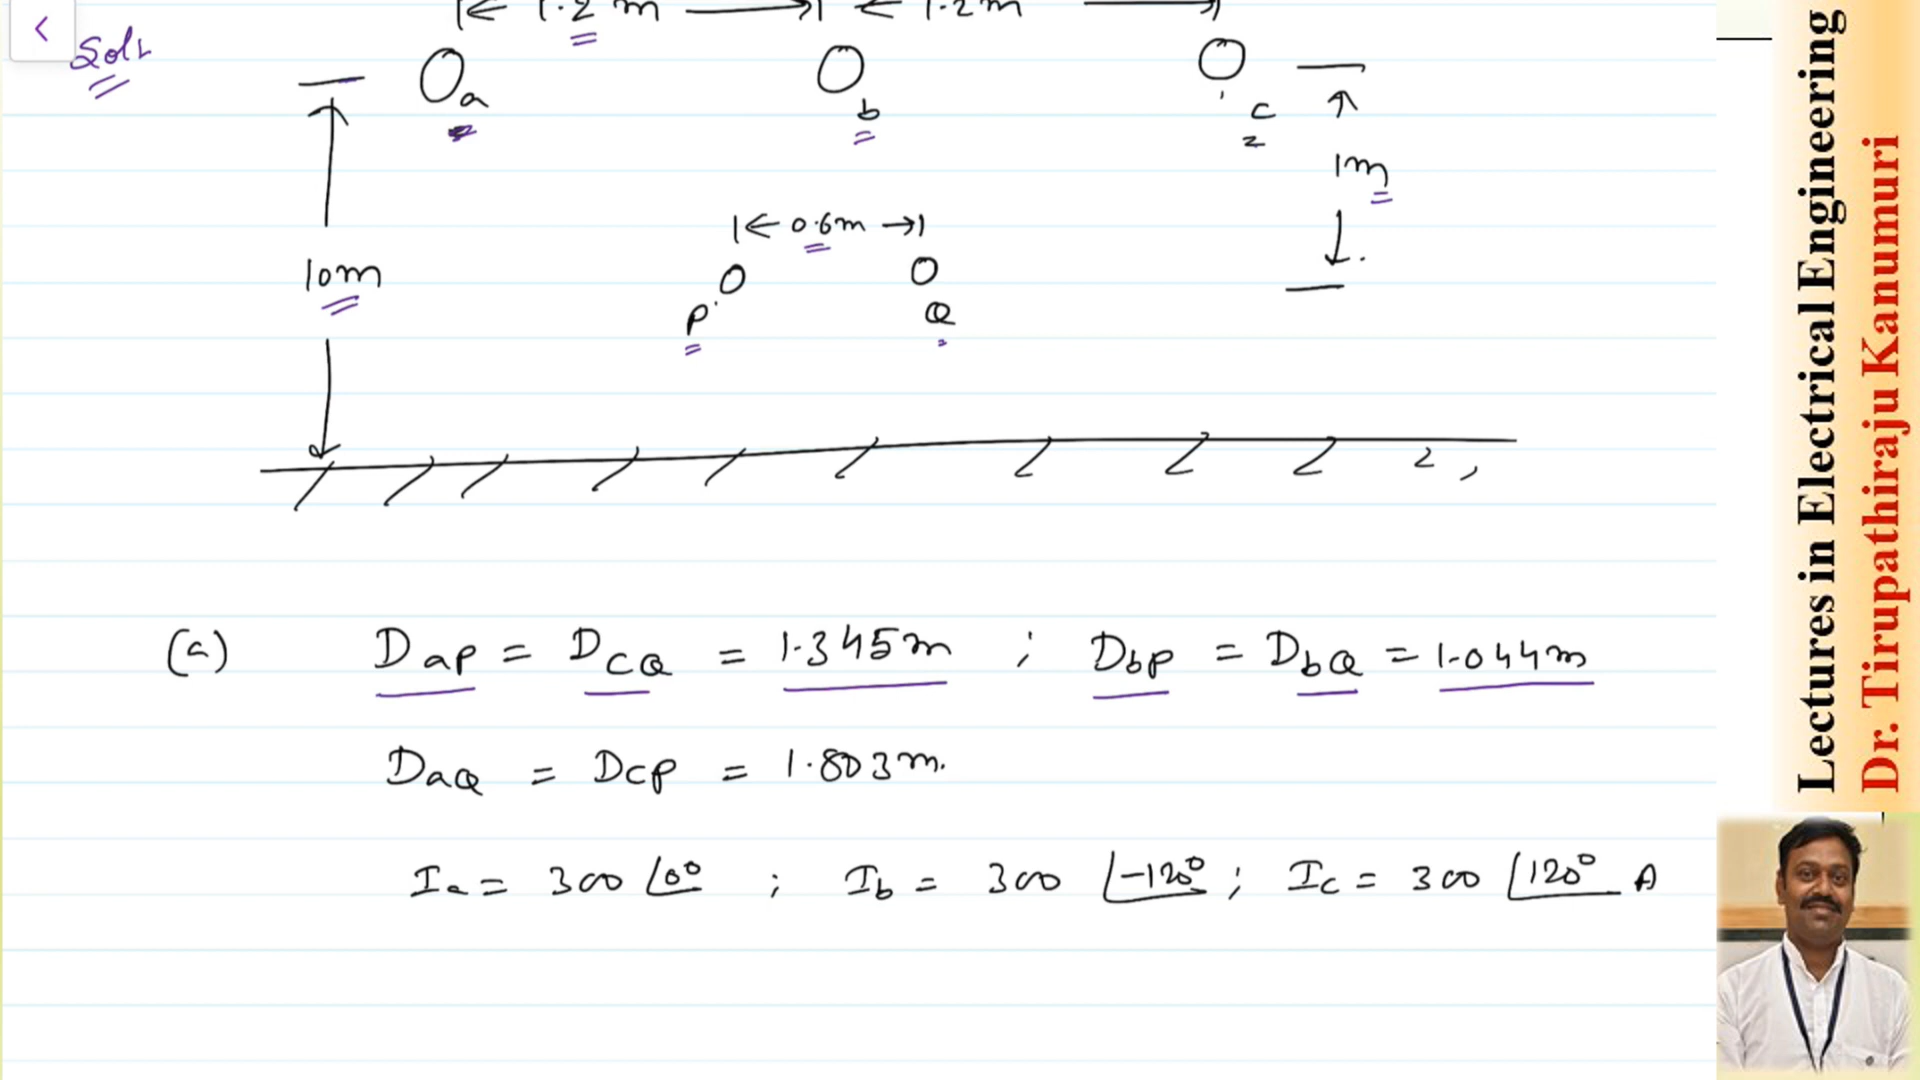 |← 1.2 m →| ← 1.2m →|
Soln
a b c
1m
|← 0.6m →|
10m
P Q
(a) Dap = DcQ = 1.345m ; Dbp = DbQ = 1.044m
DaQ = Dcp = 1.803m.
Ia = 300 ∠0° ; Ib = 300 ∠-120° ; Ic = 300 ∠120° A
Lectures in Electrical Engineering
Dr. Tirupathiraju Kanumuri